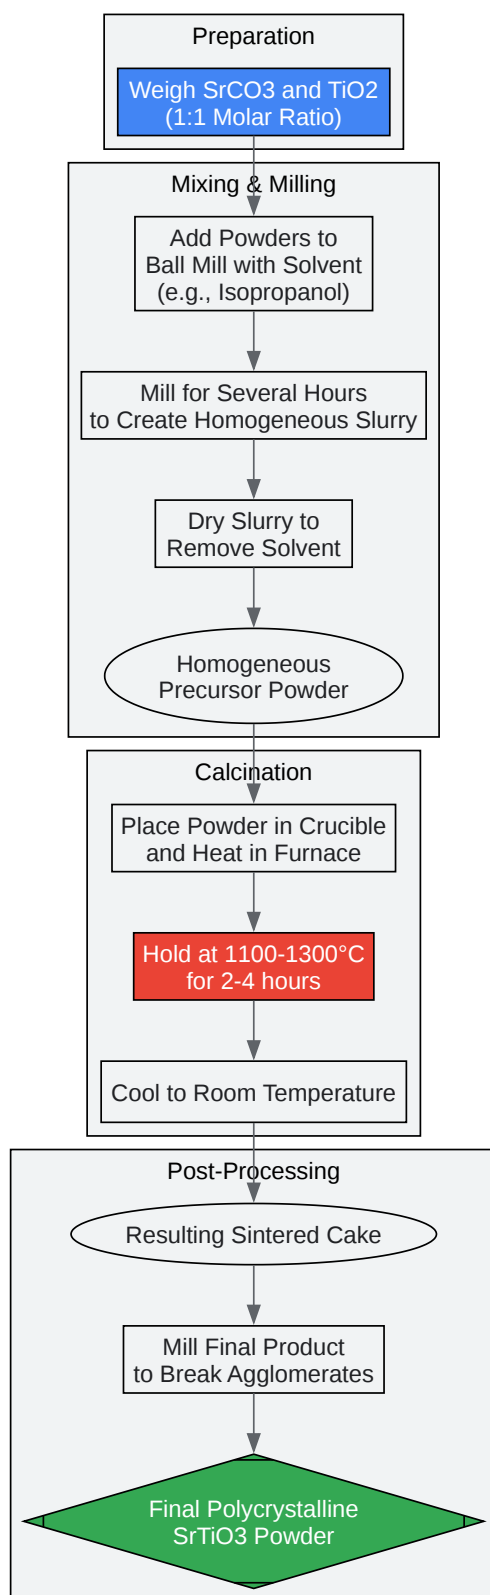 Preparation
Weigh SrCO3 and TiO2
(1:1 Molar Ratio)
Mixing & Milling
Add Powders to
Ball Mill with Solvent
(e.g., Isopropanol)
Mill for Several Hours
to Create Homogeneous Slurry
Dry Slurry to
Remove Solvent
Homogeneous
Precursor Powder
Calcination
Place Powder in Crucible
and Heat in Furnace
Hold at 1100-1300°C
for 2-4 hours
Cool to Room Temperature
Post-Processing
Resulting Sintered Cake
Mill Final Product
to Break Agglomerates
Final Polycrystalline
SrTiO3 Powder